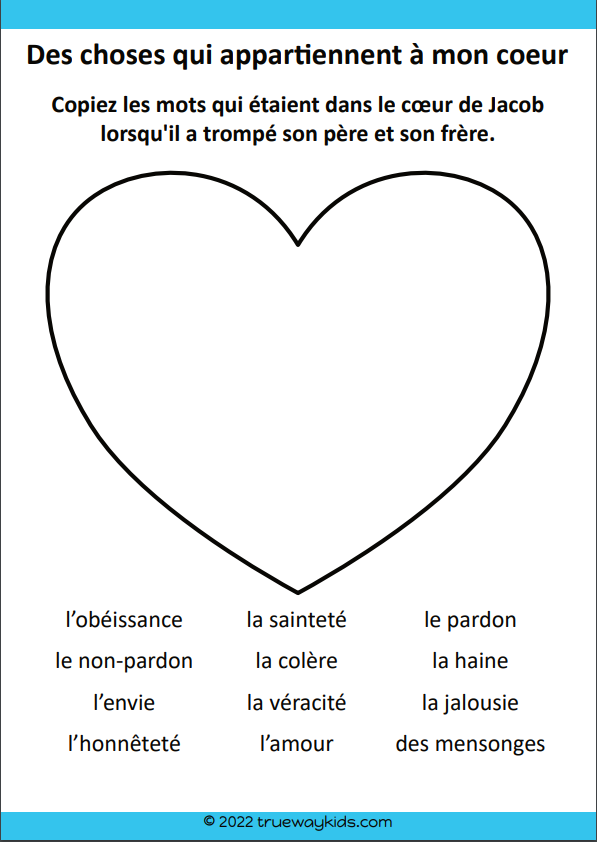 Des choses qui appartiennent à mon coeur
Copiez les mots qui étaient dans le cœur de Jacob
lorsqu'il a trompé son père et son frère.
l’obéissance la sainteté le pardon
le non-pardon la colère la haine
l’envie la véracité la jalousie
l’honnêteté l’amour des mensonges
© 2022 truewaykids.com